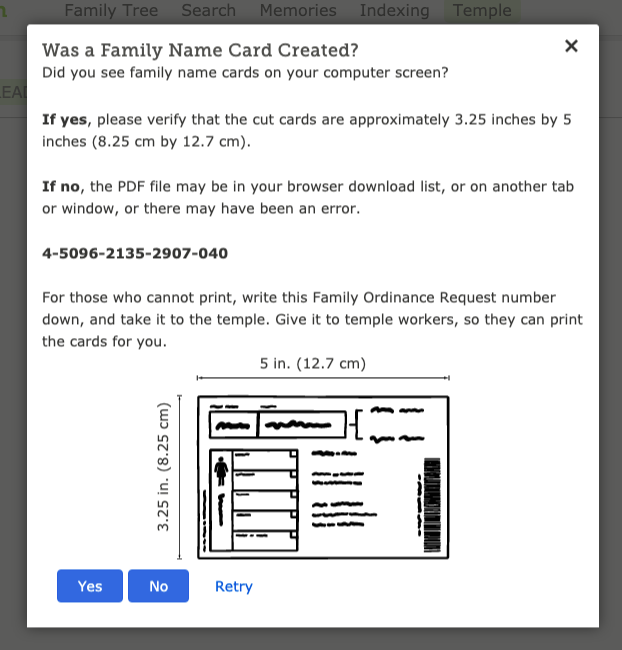 Family Tree Search Memories Indexing Temple
Was a Family Name Card Created?
Did you see family name cards on your computer screen?
If yes, please verify that the cut cards are approximately 3.25 inches by 5
inches (8.25 cm by 12.7 cm).
If no, the PDF file may be in your browser download list, or on another tab
or window, or there may have been an error.
4-5096-2135-2907-040
For those who cannot print, write this Family Ordinance Request number
down, and take it to the temple. Give it to temple workers, so they can print
the cards for you.
5 in. (12.7 cm)
3.25 in. (8.25 cm)
Yes No Retry